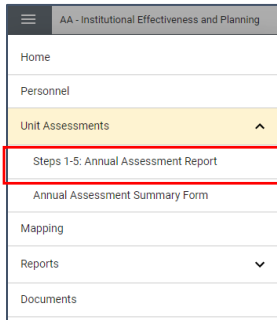 AA - Institutional Effectiveness and Planning
Home
Personnel
Unit Assessments
Steps 1-5: Annual Assessment Report
Annual Assessment Summary Form
Mapping
Reports
Documents